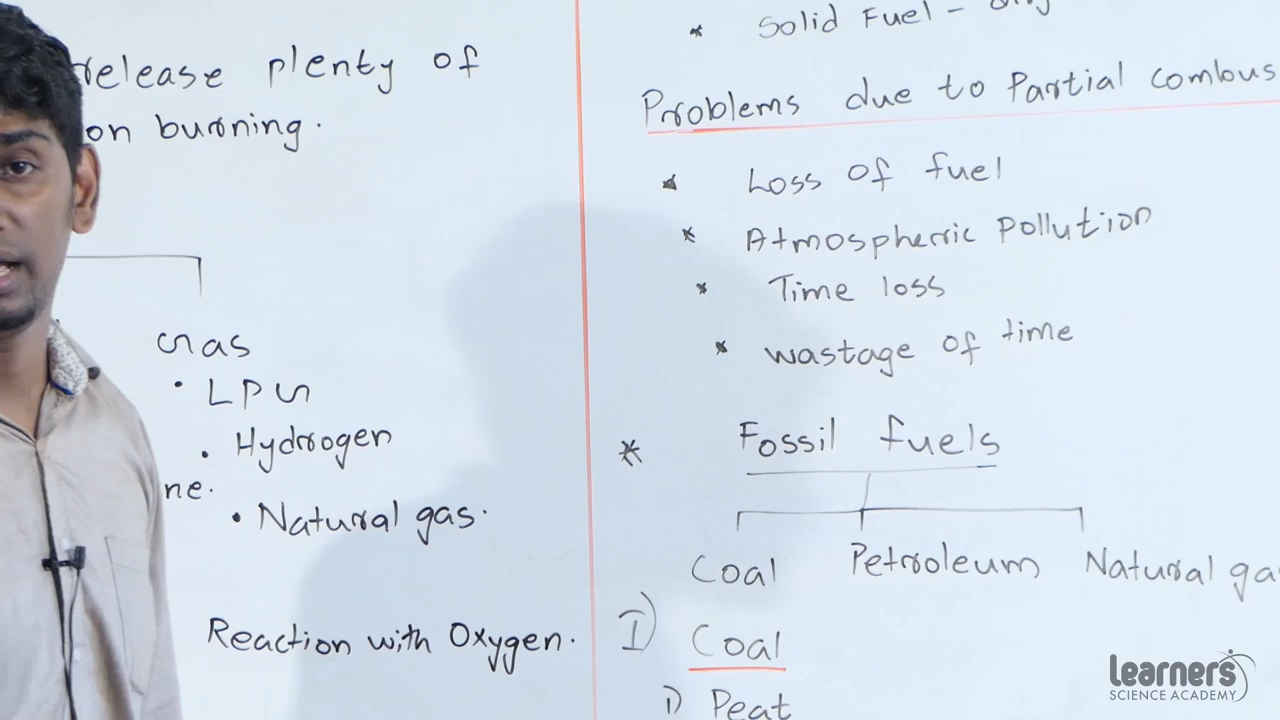 release plenty of
on burning.
Gas
• LPG
• Hydrogen
ne.
• Natural gas.
Reaction with Oxygen.
* Solid Fuel -
Problems due to Partial combus
* Loss of fuel
* Atmospheric Pollution
* Time loss
* wastage of time
* Fossil fuels
Coal Petroleum Natural ga
I) Coal
i) Peat
Learners
SCIENCE ACADEMY